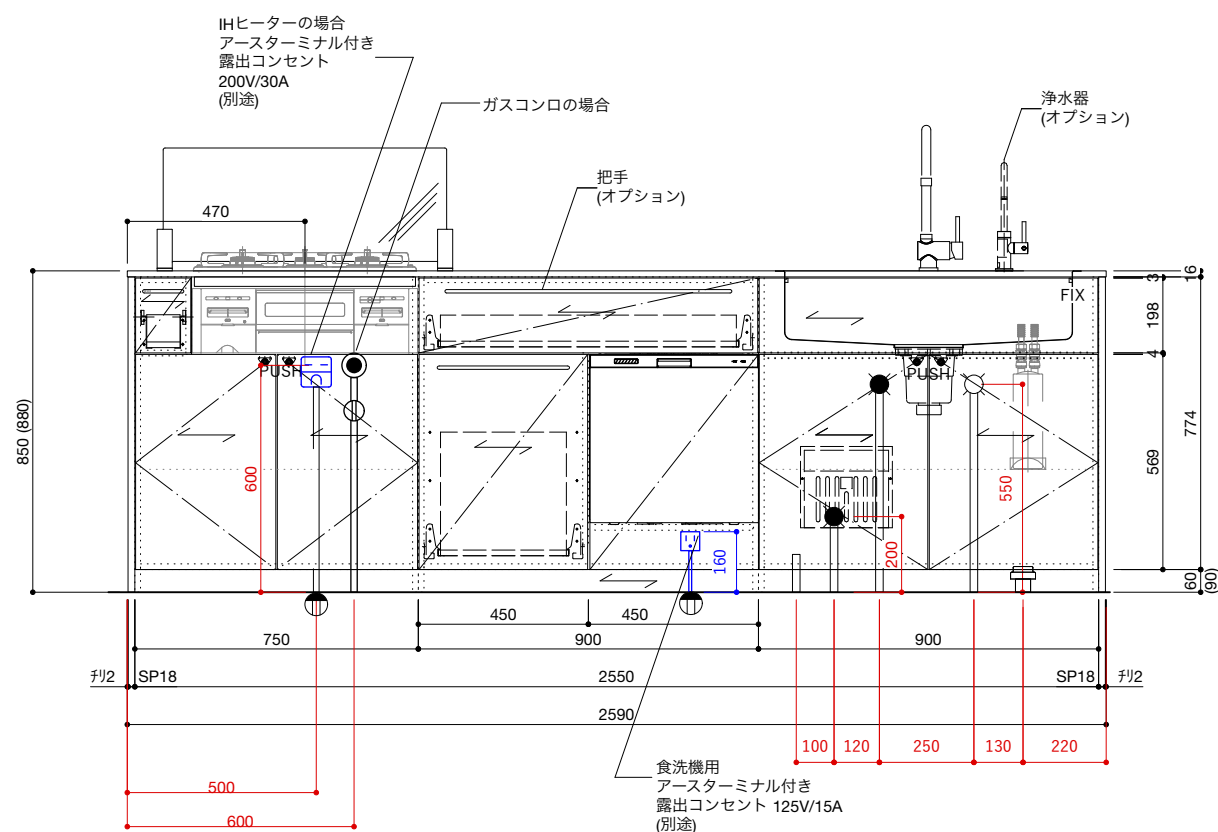 IHヒーターの場合
アースターミナル付き
露出コンセント
200V/30A
(別途)
ガスコンロの場合
浄水器
(オプション)
把手
(オプション)
470
16
3
FIX
198
4
PUSH
PUSH
850 (880)
774
569
600
550
200
160
60
(90)
450
450
750
900
900
ﾁﾘ2
SP18
2550
SP18
ﾁﾘ2
2590
100
120
250
130
220
食洗機用
アースターミナル付き
露出コンセント 125V/15A
(別途)
500
600